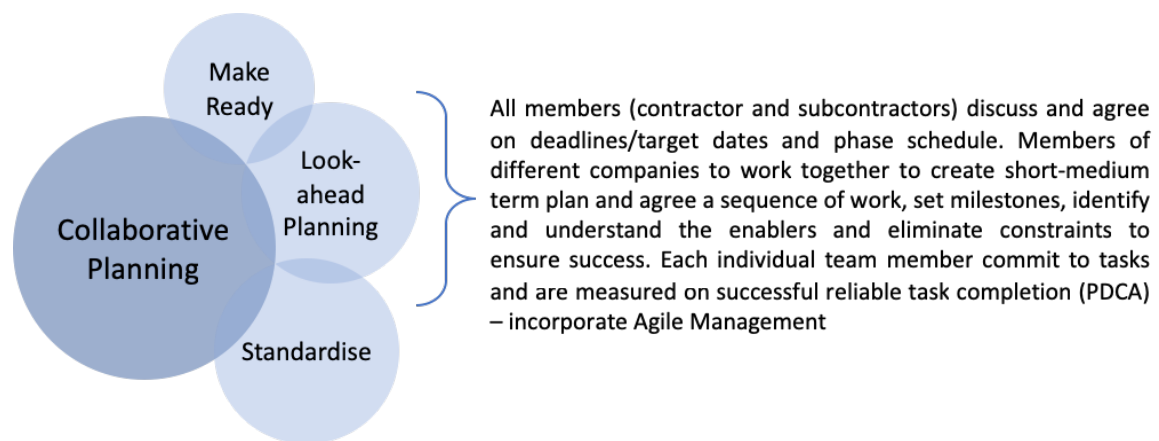 Make
Ready
Look-
ahead
Planning
Collaborative
Planning
Standardise
All members (contractor and subcontractors) discuss and agree
on deadlines/target dates and phase schedule. Members of
different companies to work together to create short-medium
term plan and agree a sequence of work, set milestones, identify
and understand the enablers and eliminate constraints to
ensure success. Each individual team member commit to tasks
and are measured on successful reliable task completion (PDCA)
– incorporate Agile Management